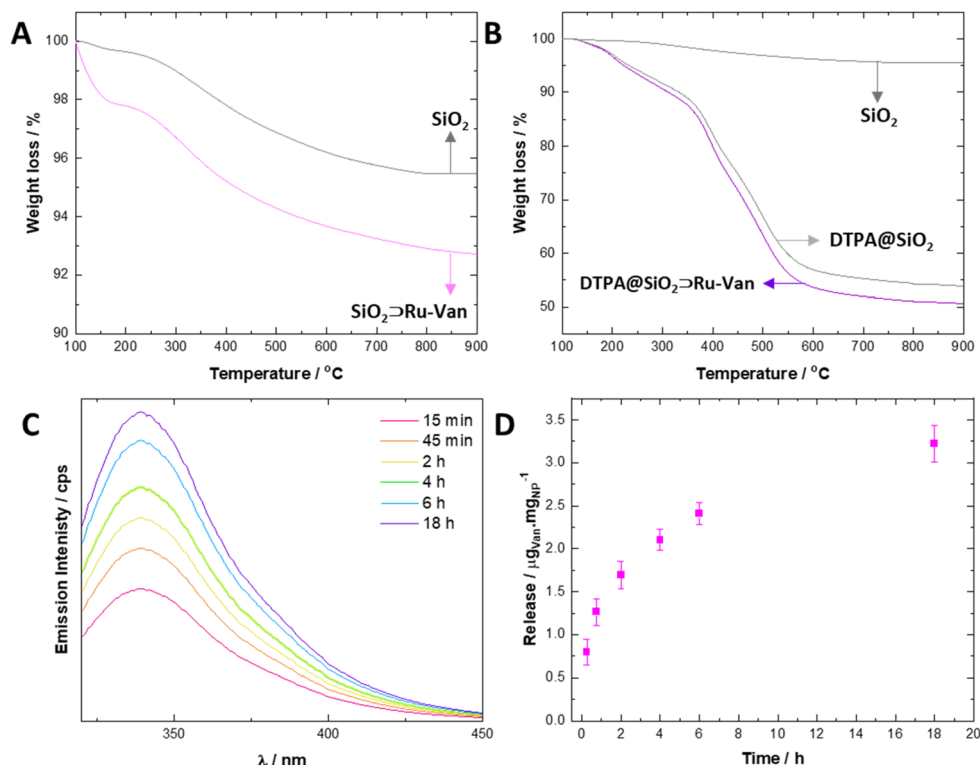 A
100
98
96
94
92
90
Weight loss / %
SiO₂
SiO₂⊃Ru-Van
100 200 300 400 500 600 700 800 900
Temperature / °C
B
100
90
80
70
60
50
Weight loss / %
SiO₂
DTPA@SiO₂
DTPA@SiO₂⊃Ru-Van
100 200 300 400 500 600 700 800 900
Temperature / °C
C
Emission Intenisty / cps
15 min
45 min
2 h
4 h
6 h
18 h
350 400 450
λ / nm
D
3.5
3.0
2.5
2.0
1.5
1.0
0.5
0.0
Release / μg_Van.mg_NP⁻¹
0 2 4 6 8 10 12 14 16 18 20
Time / h